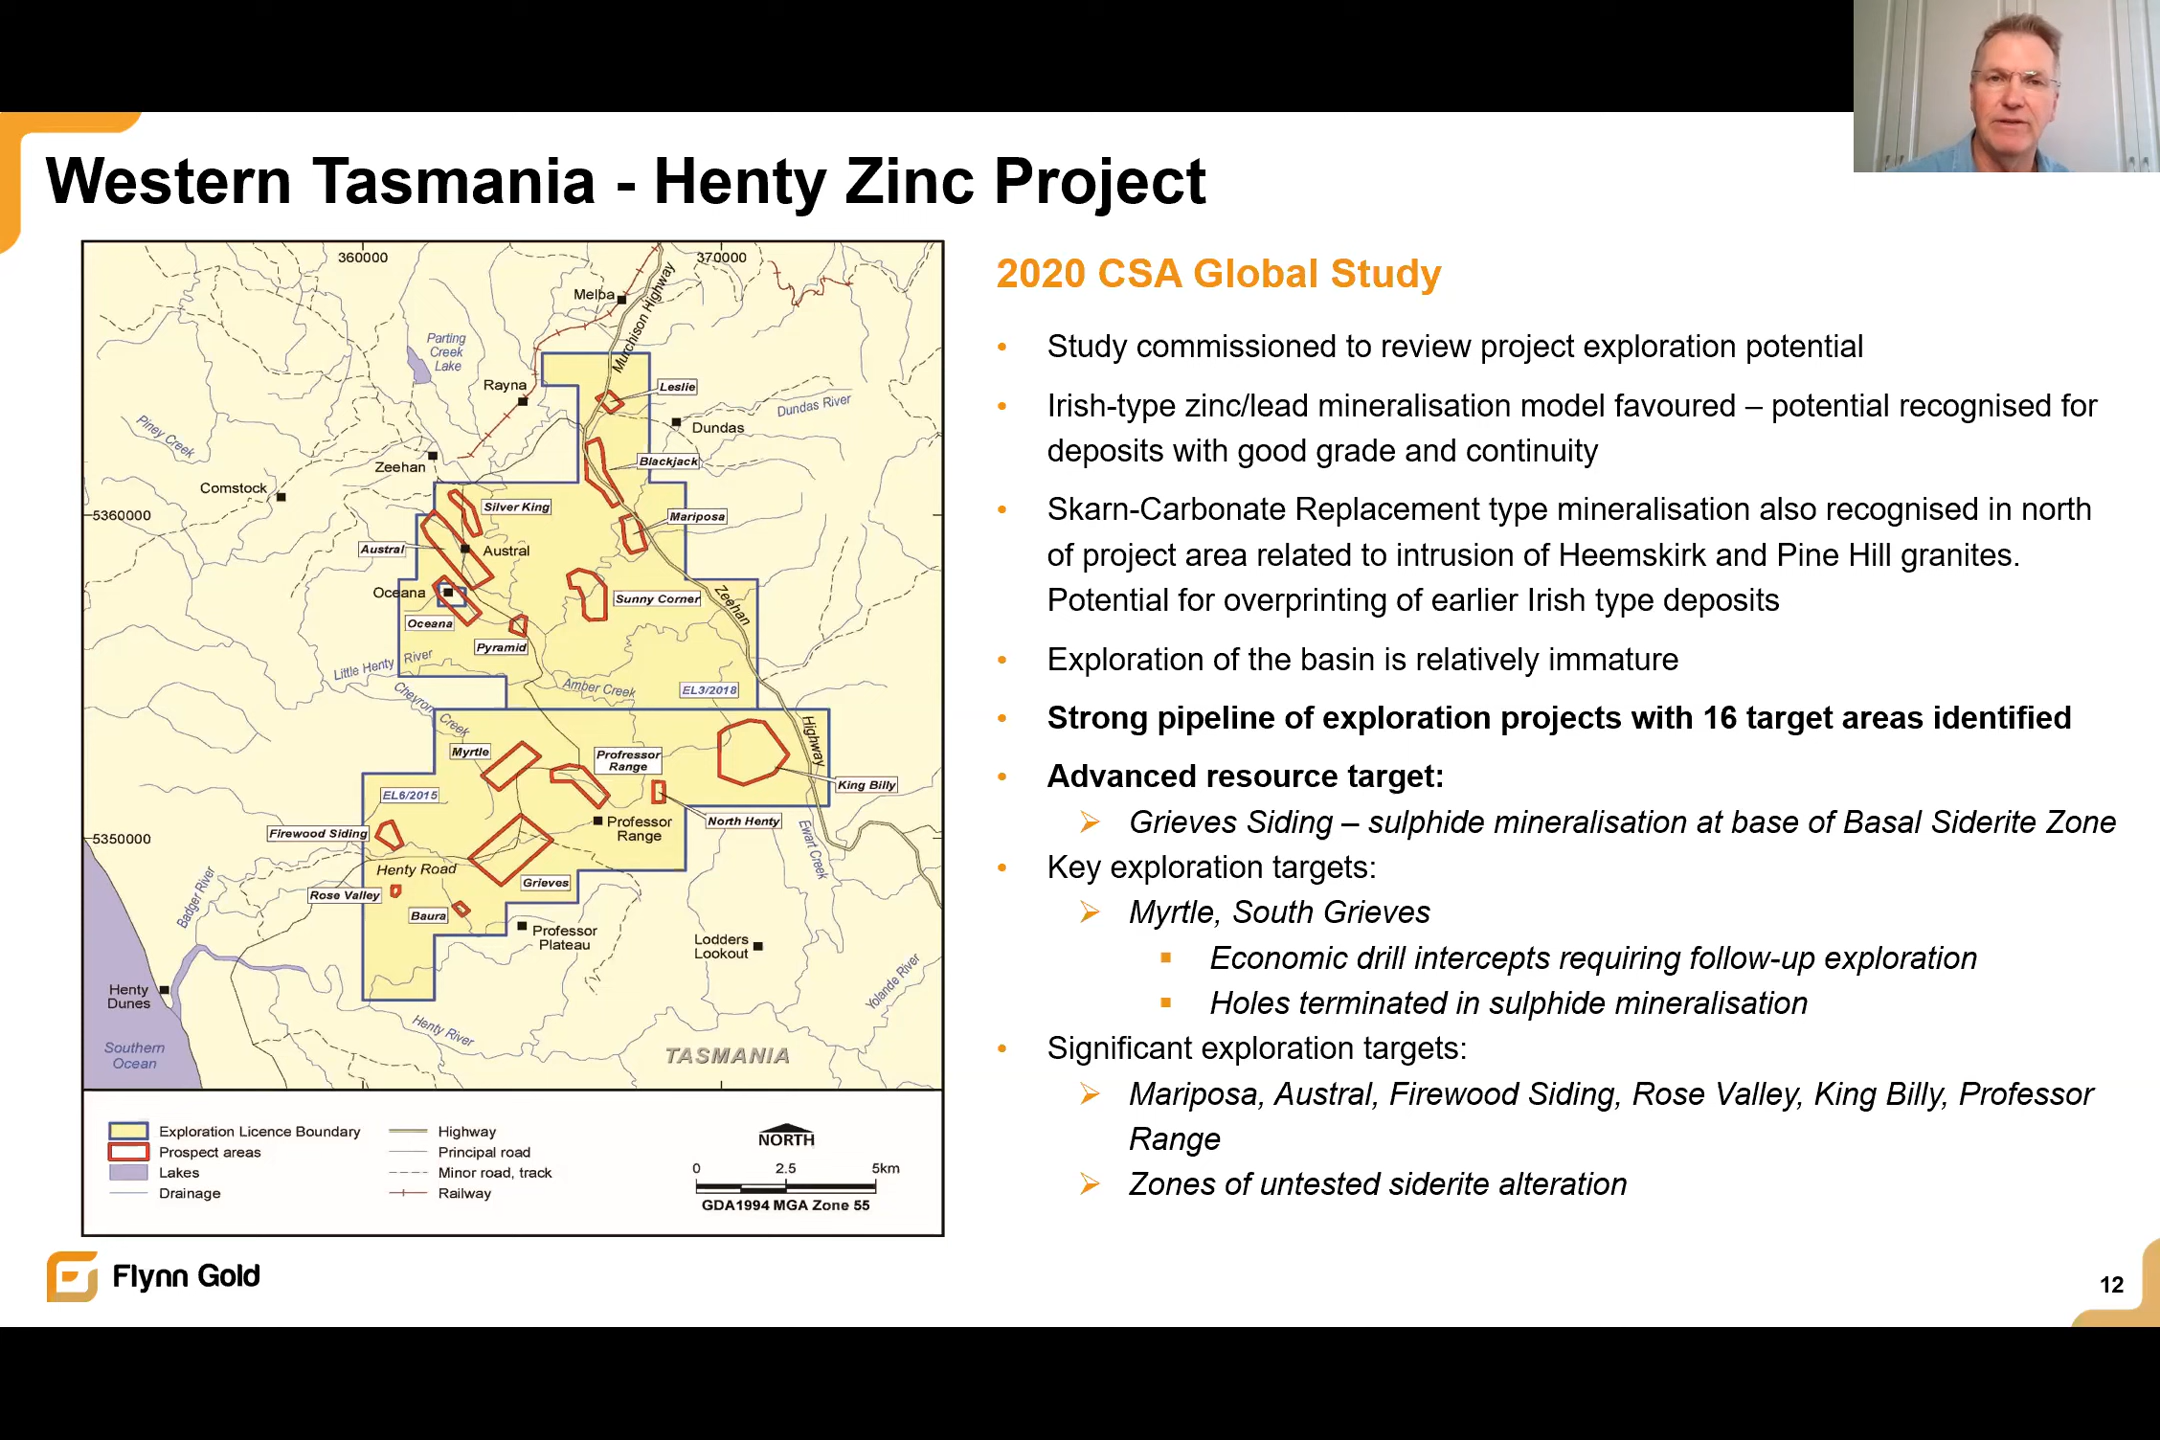 Western Tasmania - Henty Zinc Project
360000
370000
Melba
Murchison Highway
Parting
Creek
Lake
Rayna
Leslie
Dundas River
Dundas
Piney Creek
Zeehan
Blackjack
Comstock
Silver King
5360000
Mariposa
Austral
Austral
Oceana
Zeehan
Sunny Corner
Oceana
Pyramid
Little Henty River
Amber Creek
EL3/2018
Chevron Creek
Highway
Myrtle
Profressor
Range
King Billy
EL6/2015
North Henty
Professor
Range
Firewood Siding
5350000
Ewart Creek
Henty Road
Grieves
Rose Valley
Badger River
Baura
Professor
Plateau
Lodders
Lookout
Yolande River
Henty
Dunes
Henty River
Southern
Ocean
TASMANIA
Exploration Licence Boundary
Prospect areas
Lakes
Drainage
Highway
Principal road
Minor road, track
Railway
NORTH
0 2.5 5km
GDA1994 MGA Zone 55
2020 CSA Global Study
• Study commissioned to review project exploration potential
• Irish-type zinc/lead mineralisation model favoured – potential recognised for
deposits with good grade and continuity
• Skarn-Carbonate Replacement type mineralisation also recognised in north
of project area related to intrusion of Heemskirk and Pine Hill granites.
Potential for overprinting of earlier Irish type deposits
• Exploration of the basin is relatively immature
• Strong pipeline of exploration projects with 16 target areas identified
• Advanced resource target:
Grieves Siding – sulphide mineralisation at base of Basal Siderite Zone
• Key exploration targets:
Myrtle, South Grieves
Economic drill intercepts requiring follow-up exploration
Holes terminated in sulphide mineralisation
• Significant exploration targets:
Mariposa, Austral, Firewood Siding, Rose Valley, King Billy, Professor
Range
Zones of untested siderite alteration
Flynn Gold
12